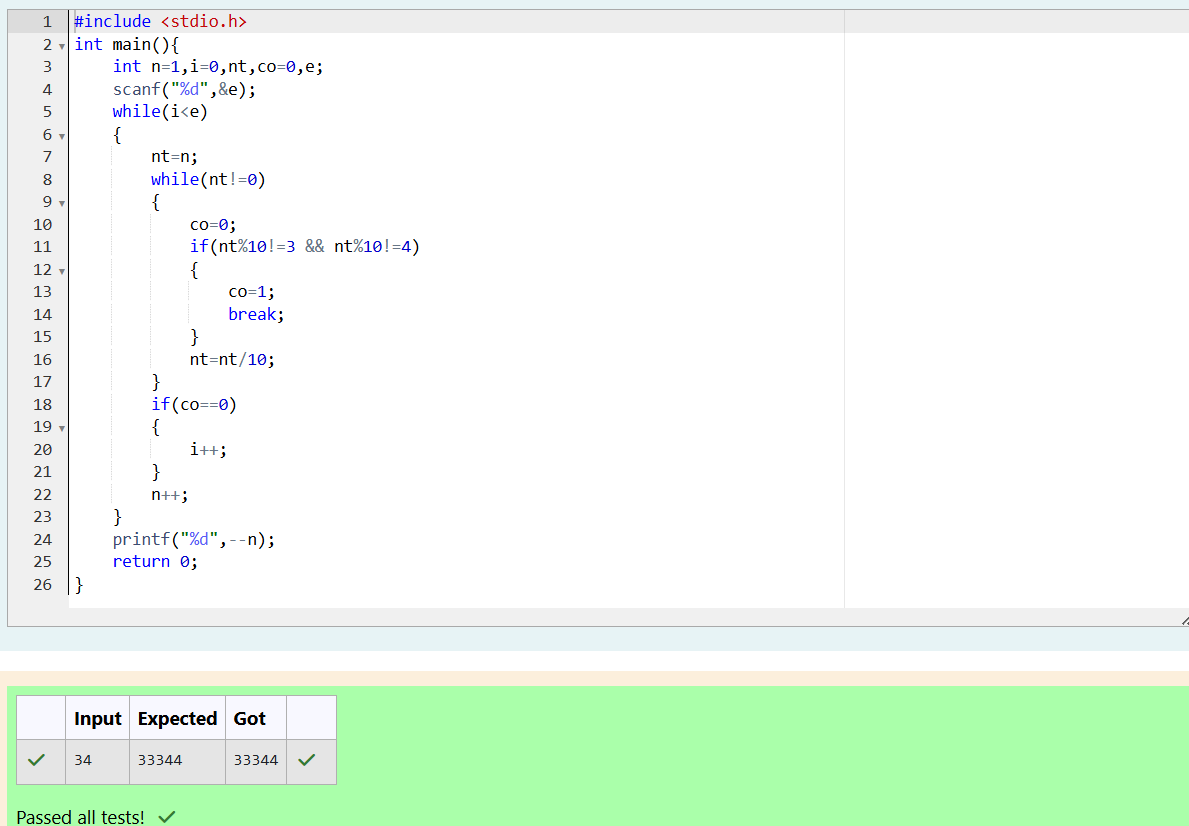 1 #include <stdio.h>
2 int main(){
3     int n=1,i=0,nt,co=0,e;
4     scanf("%d",&e);
5     while(i<e)
6     {
7         nt=n;
8         while(nt!=0)
9         {
10             co=0;
11             if(nt%10!=3 && nt%10!=4)
12             {
13                 co=1;
14                 break;
15             }
16             nt=nt/10;
17         }
18         if(co==0)
19         {
20             i++;
21         }
22         n++;
23     }
24     printf("%d",--n);
25     return 0;
26 }
Input Expected Got
34 33344 33344
Passed all tests!